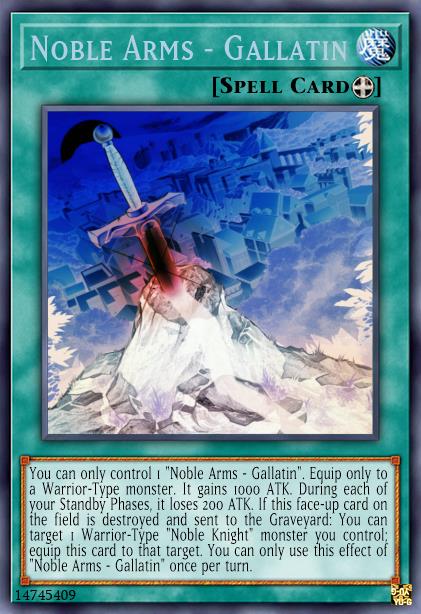 Noble Arms - Gallatin 魔
[Spell Card]
You can only control 1 "Noble Arms - Gallatin". Equip only to
a Warrior-Type monster. It gains 1000 ATK. During each of
your Standby Phases, it loses 200 ATK. If this face-up card on
the field is destroyed and sent to the Graveyard: You can
target 1 Warrior-Type "Noble Knight" monster you control;
equip this card to that target. You can only use this effect of
"Noble Arms - Gallatin" once per turn.
14745409